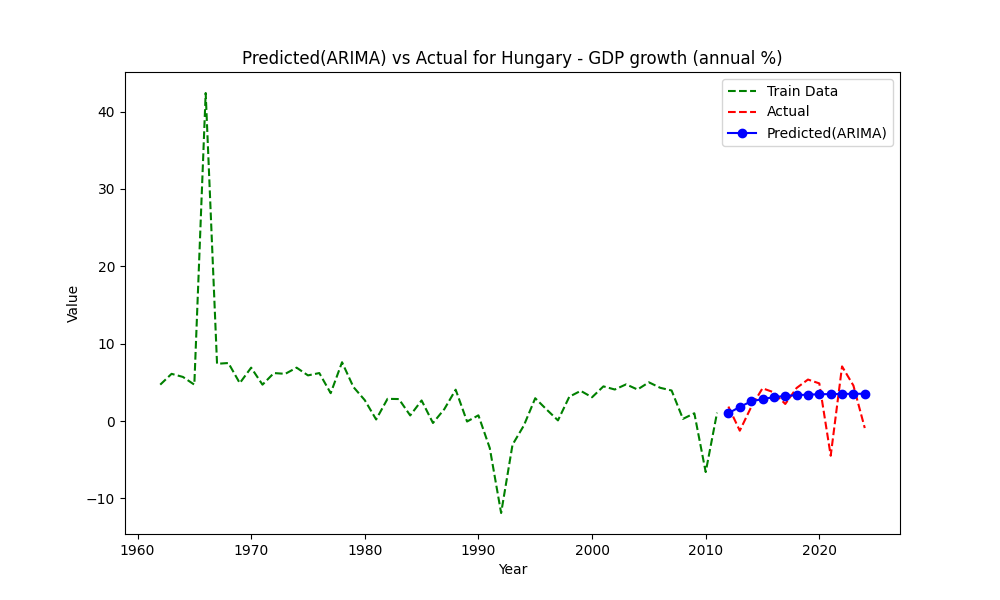 Predicted(ARIMA) vs Actual for Hungary - GDP growth (annual %)
Train Data
Actual
Predicted(ARIMA)
40
30
20
10
0
−10
Value
1960 1970 1980 1990 2000 2010 2020
Year